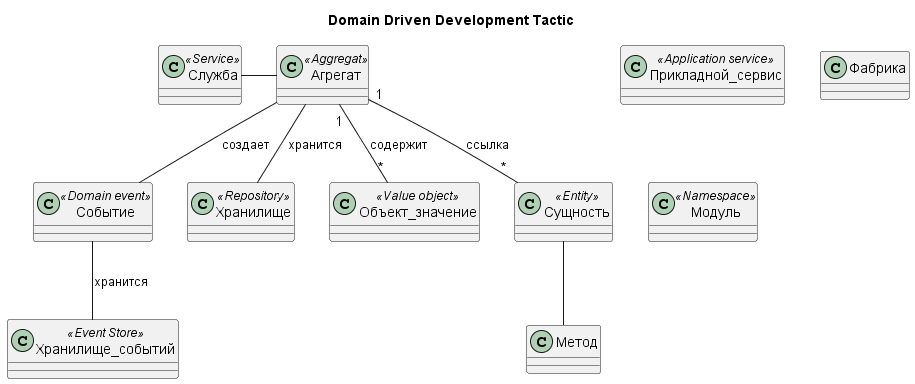 Domain Driven Development Tactic
C «Service»
Служба
C «Aggregat»
Агрегат
C «Application service»
Прикладной_сервис
C Фабрика
1
1
создает
хранится
содержит
ссылка
*
*
C «Domain event»
Событие
C «Repository»
Хранилище
C «Value object»
Объект_значение
C «Entity»
Сущность
C «Namespace»
Модуль
хранится
C «Event Store»
Хранилище_событий
C Метод